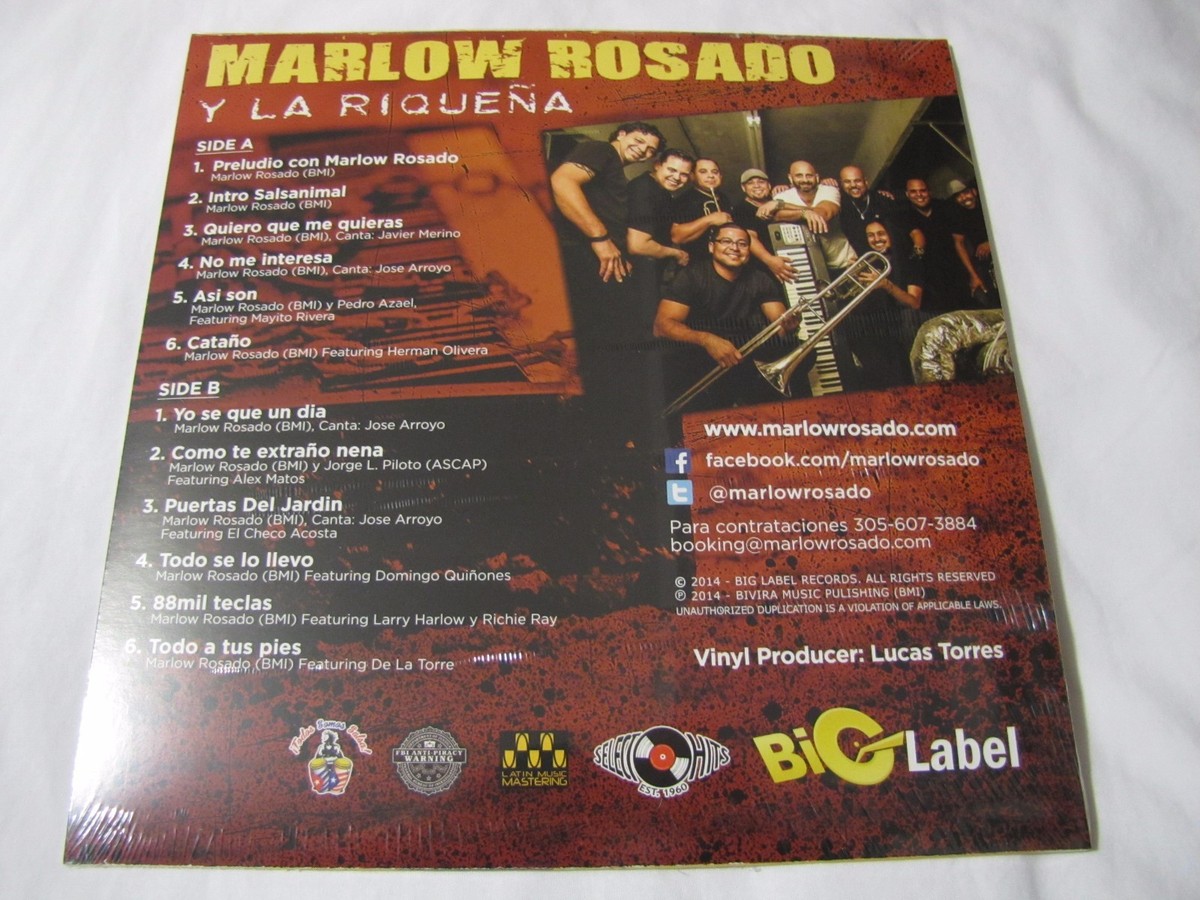 MARLOW ROSADO
Y LA RIQUEÑA
SIDE A
1. Preludio con Marlow Rosado
Marlow Rosado (BMI)
2. Intro Salsanimal
Marlow Rosado (BMI)
3. Quiero que me quieras
Marlow Rosado (BMI), Canta: Javier Merino
4. No me interesa
Marlow Rosado (BMI), Canta: Jose Arroyo
5. Asi son
Marlow Rosado (BMI) y Pedro Azael,
Featuring Mayito Rivera
6. Cataño
Marlow Rosado (BMI) Featuring Herman Olivera
SIDE B
1. Yo se que un dia
Marlow Rosado (BMI), Canta: Jose Arroyo
2. Como te extraño nena
Marlow Rosado (BMI) y Jorge L. Piloto (ASCAP)
Featuring Alex Matos
3. Puertas Del Jardin
Marlow Rosado (BMI), Canta: Jose Arroyo
Featuring El Checo Acosta
4. Todo se lo llevo
Marlow Rosado (BMI) Featuring Domingo Quiñones
5. 88mil teclas
Marlow Rosado (BMI) Featuring Larry Harlow y Richie Ray
6. Todo a tus pies
Marlow Rosado (BMI) Featuring De La Torre
www.marlowrosado.com
f facebook.com/marlowrosado
t @marlowrosado
Para contrataciones 305-607-3884
booking@marlowrosado.com
© 2014 - BIG LABEL RECORDS. ALL RIGHTS RESERVED
℗ 2014 - BIVIRA MUSIC PULISHING (BMI)
UNAUTHORIZED DUPLICATION IS A VIOLATION OF APPLICABLE LAWS.
Vinyl Producer: Lucas Torres
Todos Somos
FBI ANTI-PIRACY
WARNING
LATIN MUSIC
MASTERING
SELECT HITS
EST. 1960
BiG Label